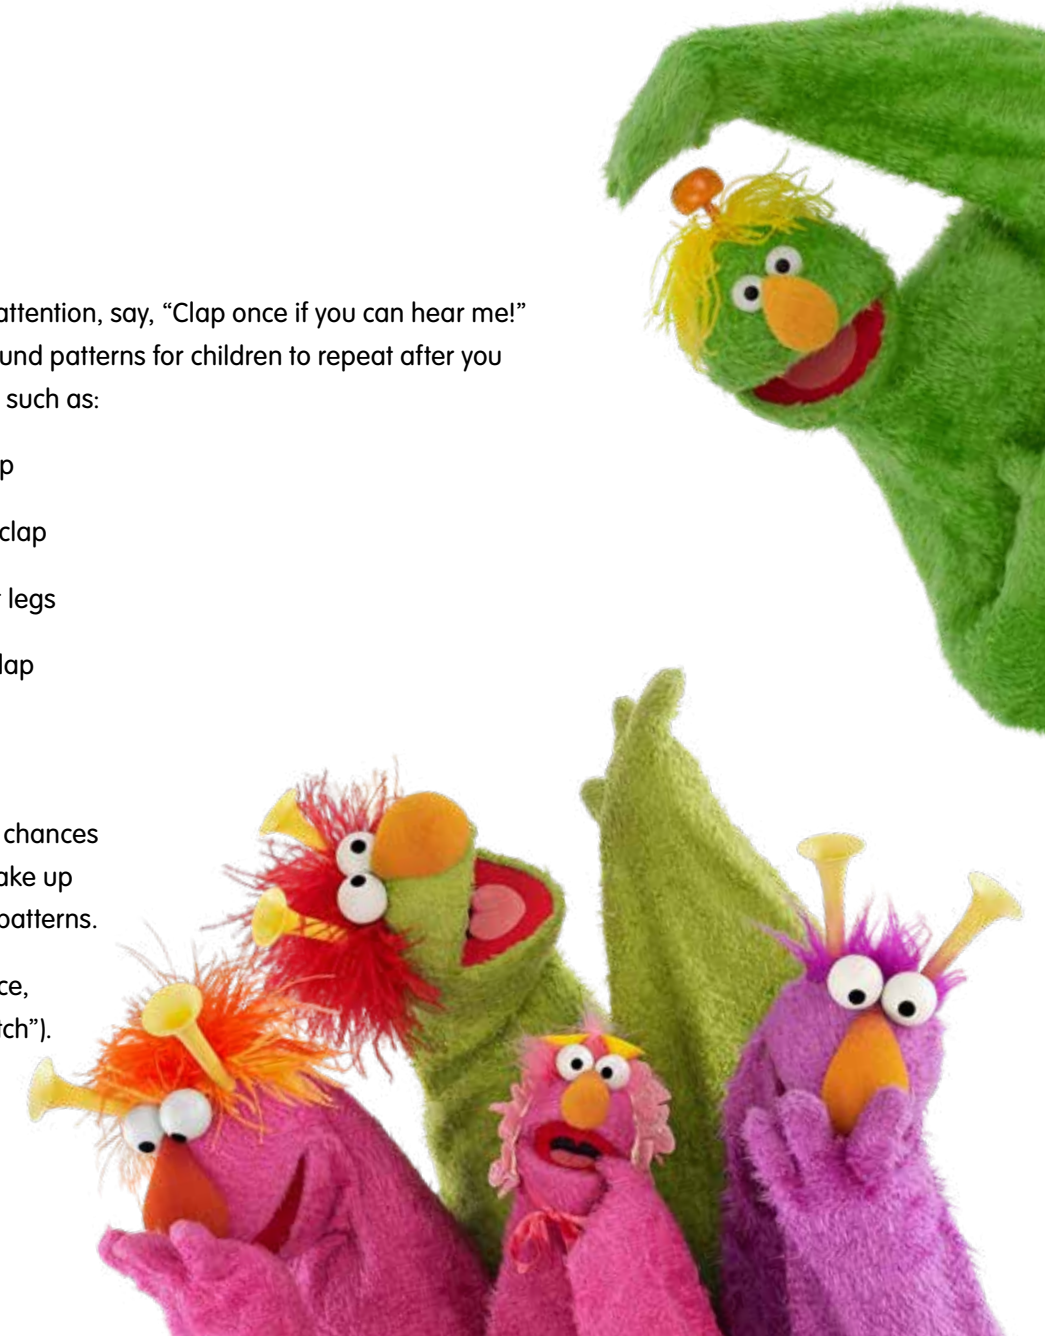 attention, say, “Clap once if you can hear me!”
und patterns for children to repeat after you
such as:
p
clap
legs
lap
chances
ake up
patterns.
ce,
tch”).